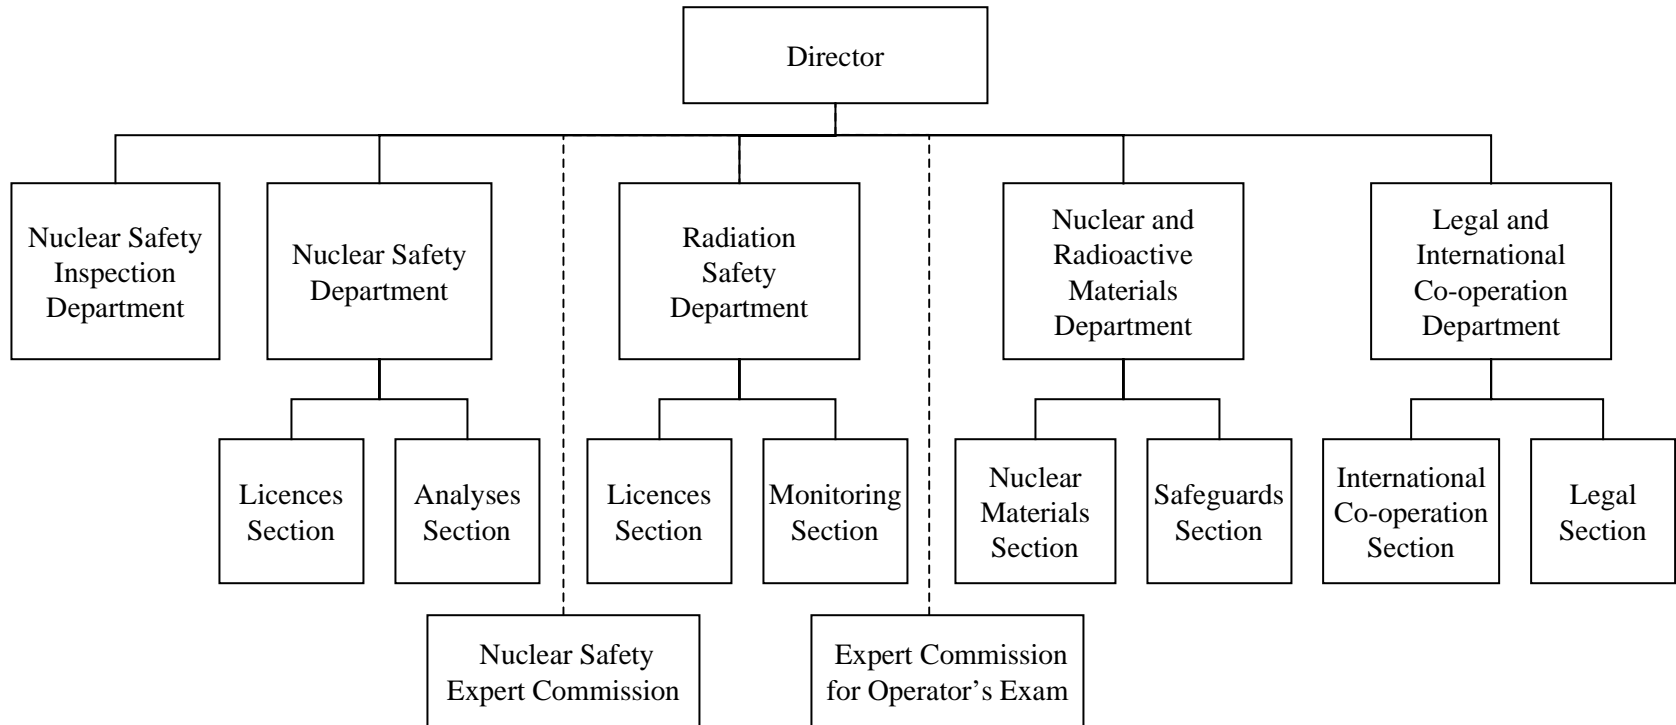 Director
Nuclear Safety
Inspection
Department
Nuclear Safety
Department
Radiation
Safety
Department
Nuclear and
Radioactive
Materials
Department
Legal and
International
Co-operation
Department
Licences
Section
Analyses
Section
Licences
Section
Monitoring
Section
Nuclear
Materials
Section
Safeguards
Section
International
Co-operation
Section
Legal
Section
Nuclear Safety
Expert Commission
Expert Commission
for Operator’s Exam